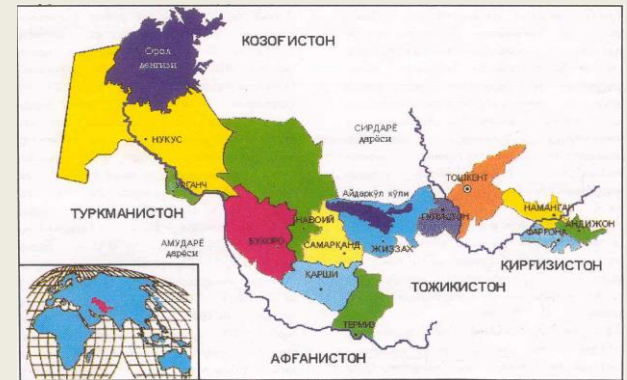 Орол
денгизи
КОЗОҒИСТОН
НУКУС
СИРДАРЁ
дарёси
ТОШКЕНТ
УРГАНЧ
Айдаркўл кўли
НАМАНГАН
ТУРКМАНИСТОН
НАВОИЙ
ГУЛИСТОН
АНДИЖОН
ФАРҒОНА
АМУДАРЁ
дарёси
БУХОРО
САМАРҚАНД
ЖИЗЗАХ
ҚИРҒИЗИСТОН
ҚАРШИ
ТОЖИКИСТОН
ТЕРМИЗ
АФҒАНИСТОН